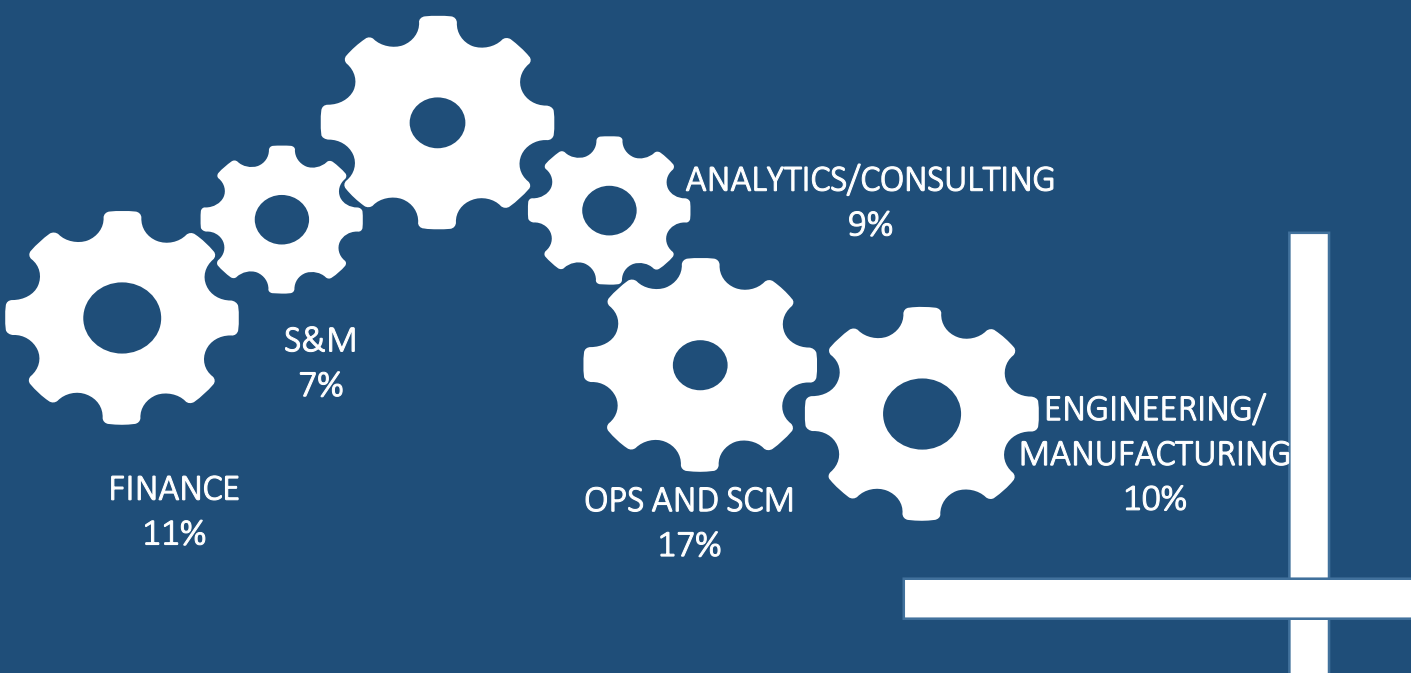 ANALYTICS/CONSULTING
9%
S&M
7%
FINANCE
11%
OPS AND SCM
17%
ENGINEERING/
MANUFACTURING
10%